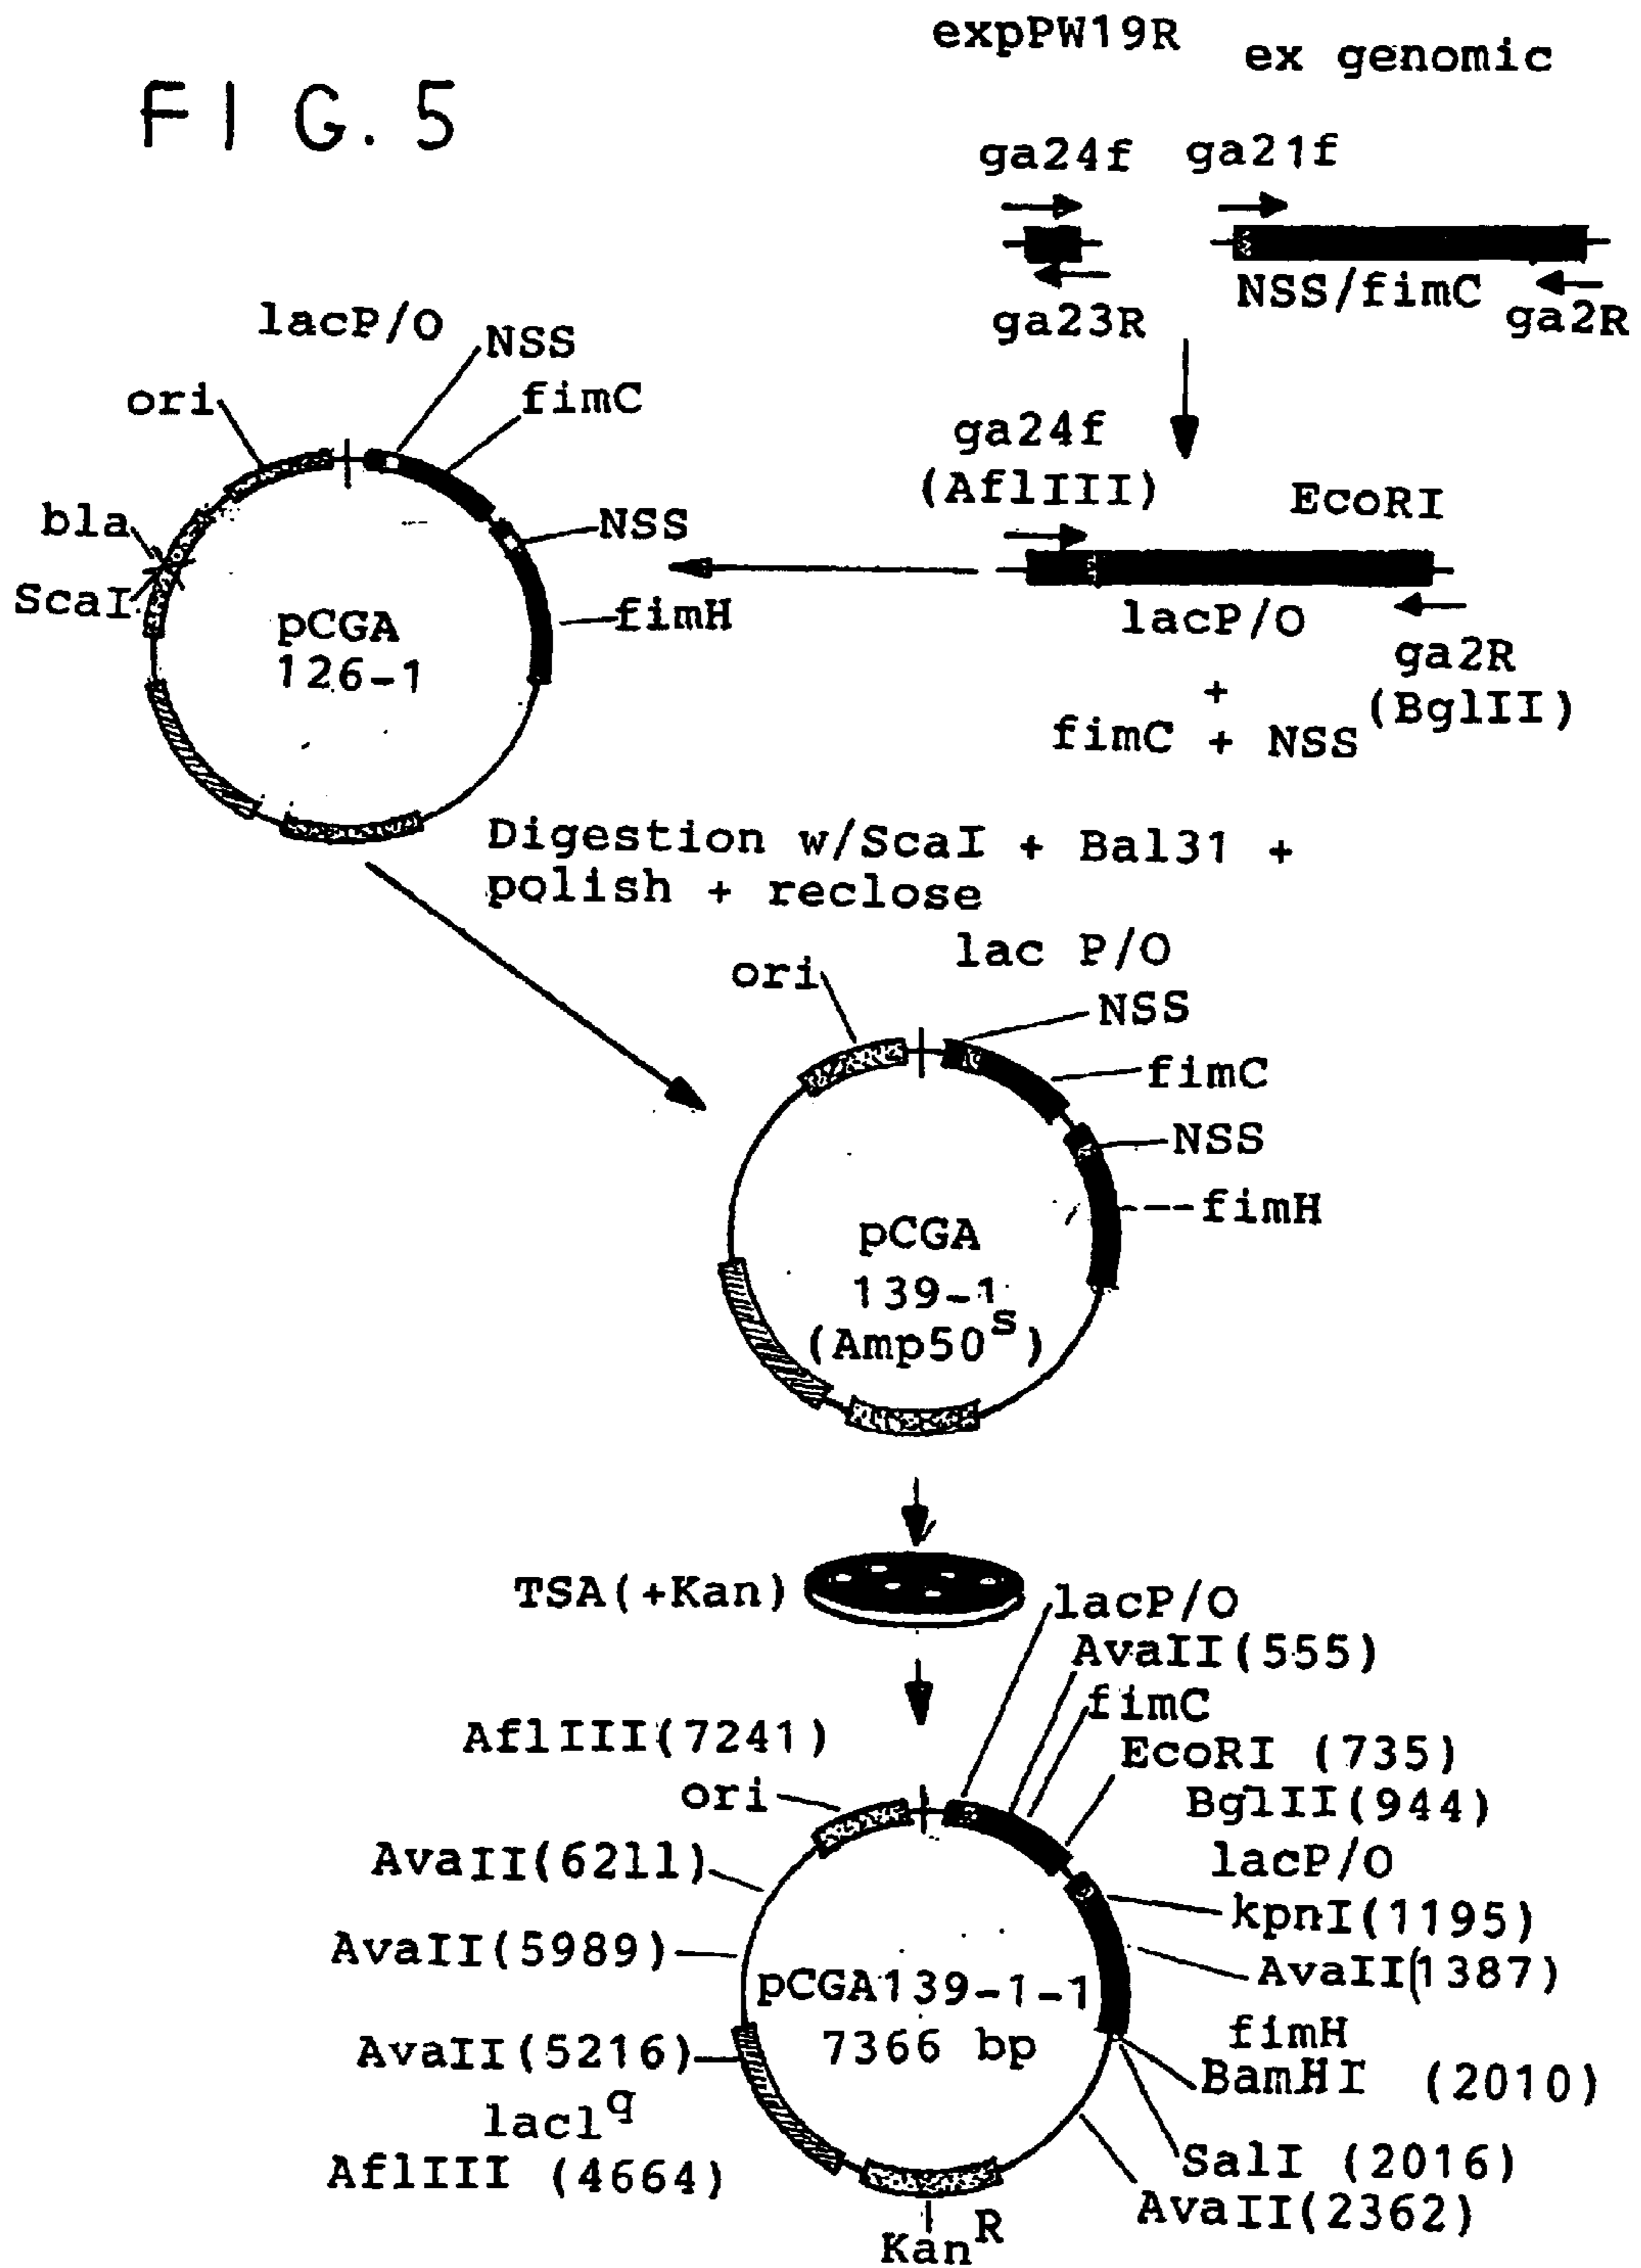 FIG. 5
expPW19R
ex genomic
ga24f
ga21f
NSS/fimC
ga23R
ga2R
lacP/O
NSS
fimC
ori
bla
ScaI
NSS
fimH
pCGA
126-1
ga24f
(AflIII)
EcoRI
lacP/O
+
fimC + NSS
ga2R
(BglII)
Digestion w/ScaI + Bal31 +
polish + reclose
lac P/O
ori
NSS
fimC
NSS
fimH
pCGA
139-1
(Amp50s)
TSA(+Kan)
lacP/O
AvaII(555)
fimC
EcoRI (735)
BglII(944)
lacP/O
kpnI(1195)
AvaII(1387)
fimH
BamHI (2010)
SalI (2016)
AvaII(2362)
AflIII(7241)
ori
AvaII(6211)
AvaII(5989)
AvaII(5216)
laclq
AflIII (4664)
pCGA139-1-1
7366 bp
KanR